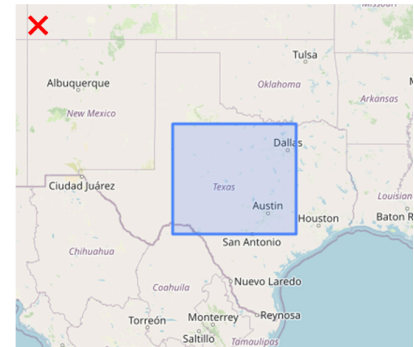 Missouri
Tulsa
Albuquerque
Oklahoma
Arkansas
New Mexico
Dallas
Ciudad Juárez
Texas
Louisian
Austin
Houston
Baton R
San Antonio
Chihuahua
Coahuila
Nuevo Laredo
Torreón
Monterrey
Reynosa
Saltillo
Tamaulipas